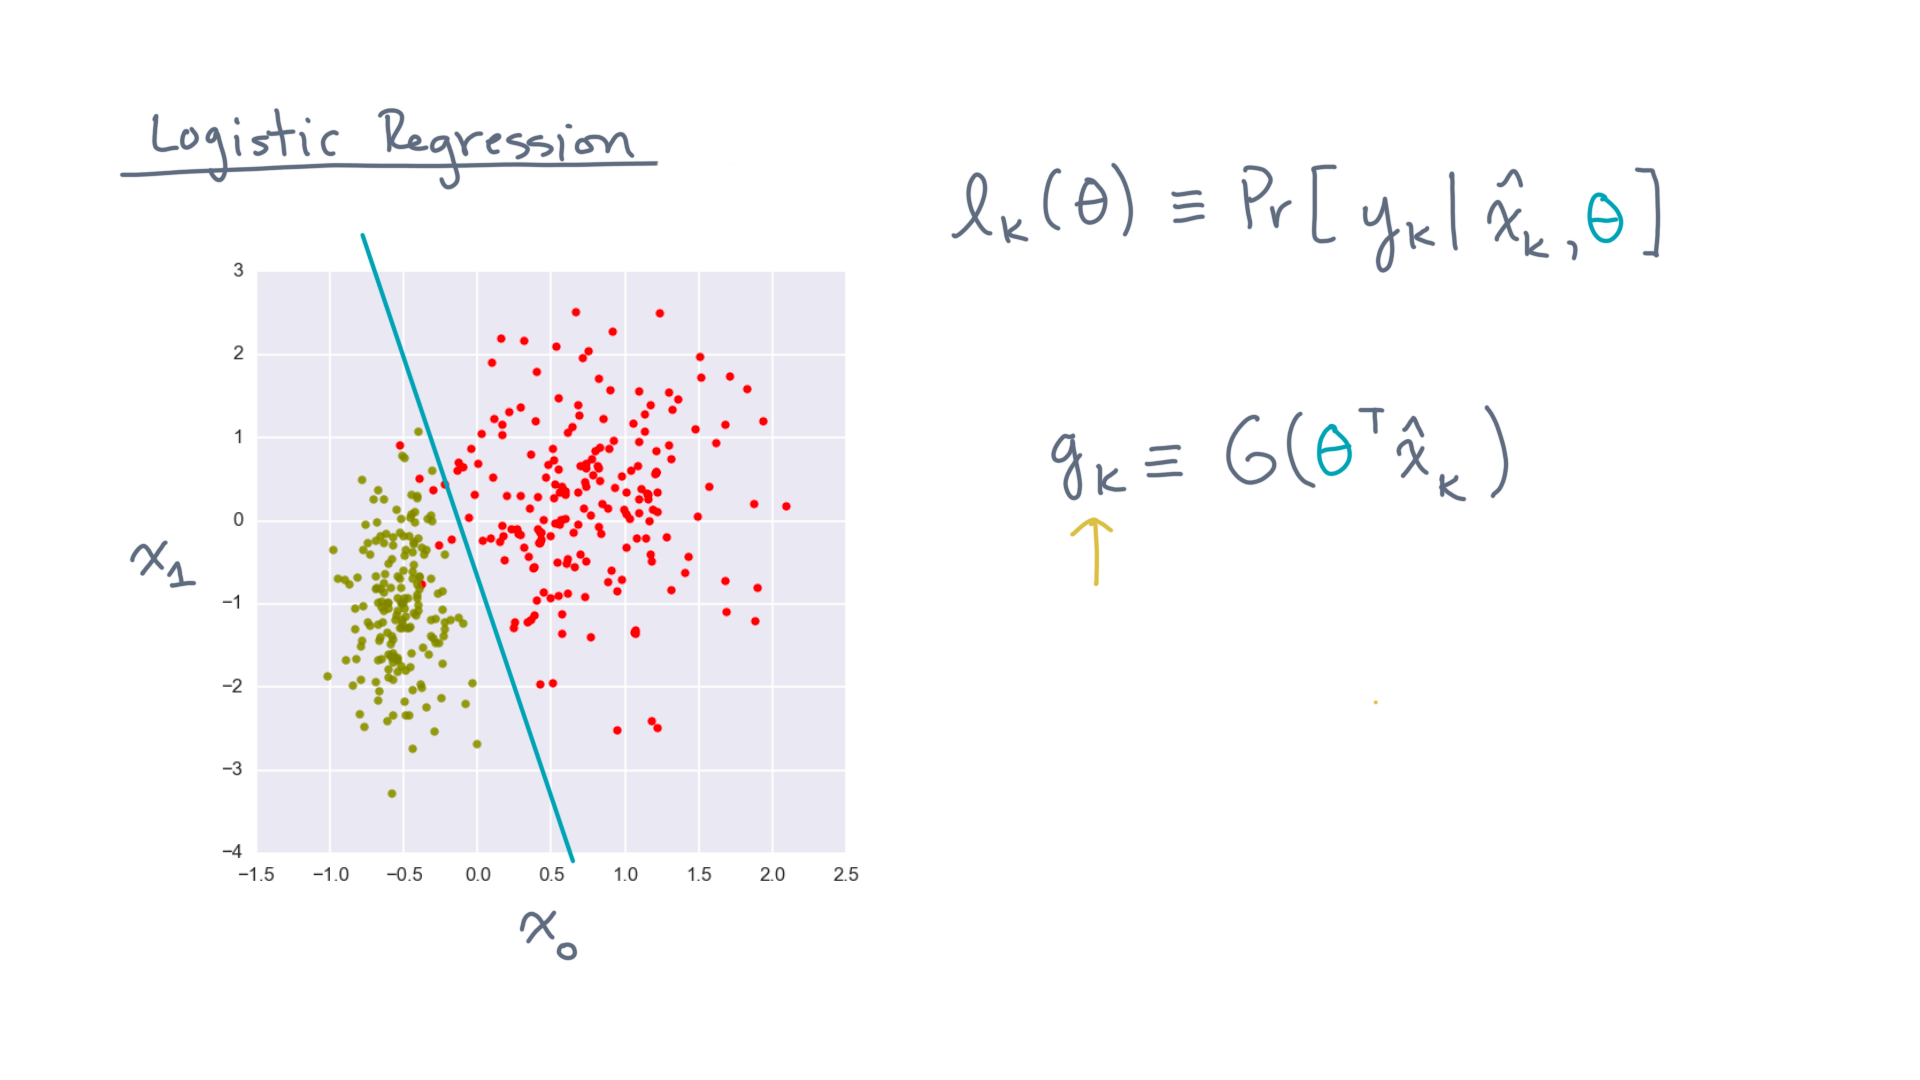 Logistic Regression
l_k(θ) ≡ Pr[ y_k | x̂_k, θ ]
g_k ≡ G(θ^T x̂_k)
3
2
1
0
−1
−2
−3
−4
−1.5 −1.0 −0.5 0.0 0.5 1.0 1.5 2.0 2.5
x_1
x_0